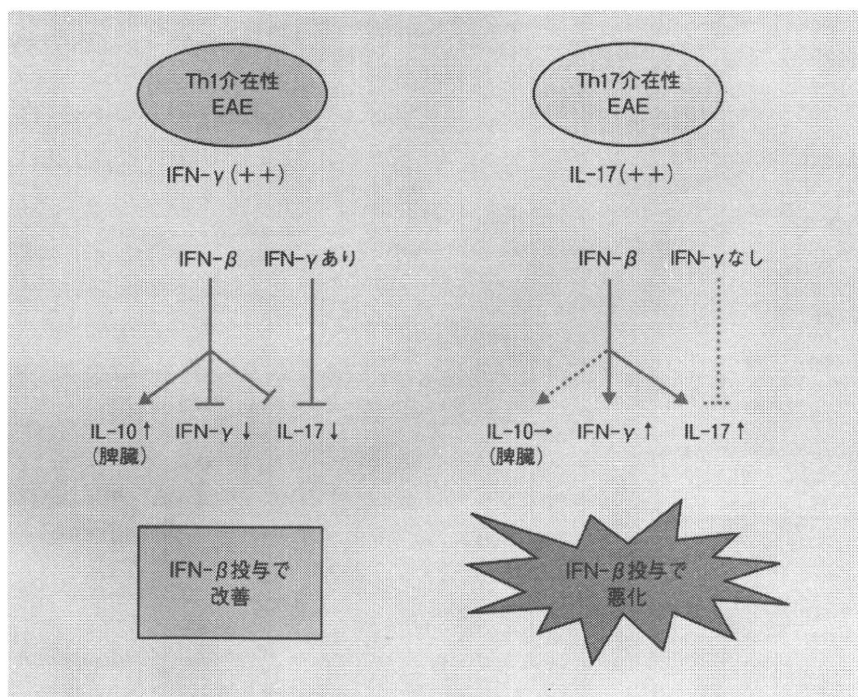 Th1介在性
EAE
IFN-γ(++)
IFN-β IFN-γあり
IL-10↑ IFN-γ↓ IL-17↓
(脾臓)
IFN-β投与で
改善
Th17介在性
EAE
IL-17(++)
IFN-β IFN-γなし
IL-10→ IFN-γ↑ IL-17↑
(脾臓)
IFN-β投与で
悪化